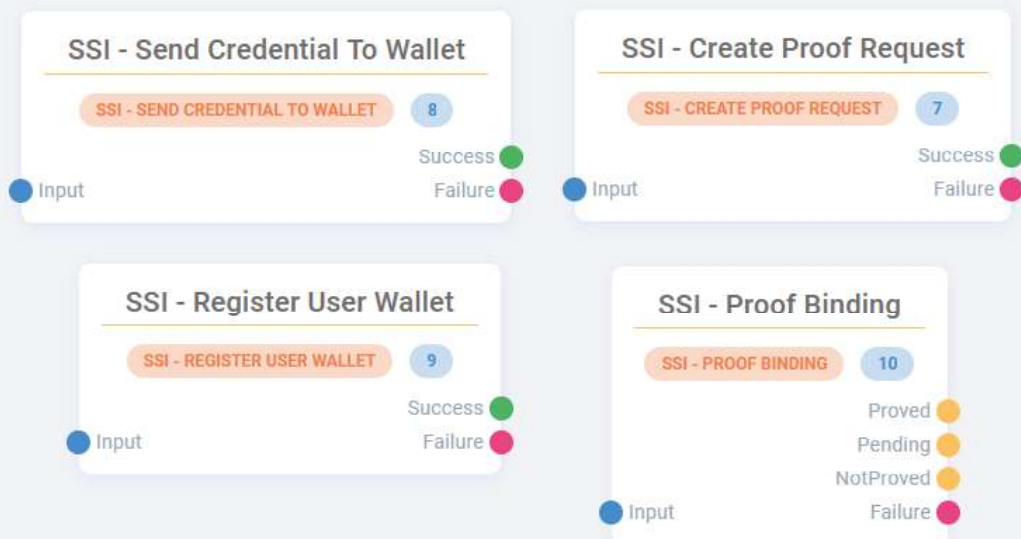 SSI - Send Credential To Wallet
SSI - SEND CREDENTIAL TO WALLET 8
Success
Input Failure
SSI - Create Proof Request
SSI - CREATE PROOF REQUEST 7
Success
Input Failure
SSI - Register User Wallet
SSI - REGISTER USER WALLET 9
Success
Input Failure
SSI - Proof Binding
SSI - PROOF BINDING 10
Proved
Pending
NotProved
Input Failure